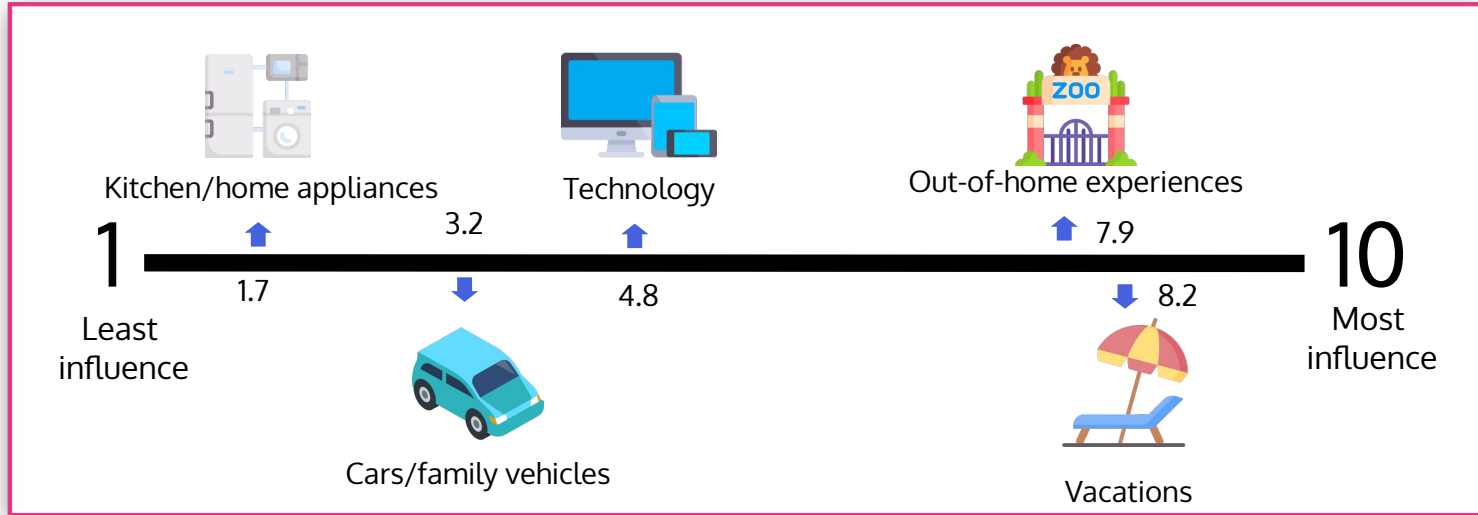 ZOO
Kitchen/home appliances
Technology
Out-of-home experiences
1
3.2
7.9
10
1.7
4.8
8.2
Least
influence
Most
influence
Cars/family vehicles
Vacations